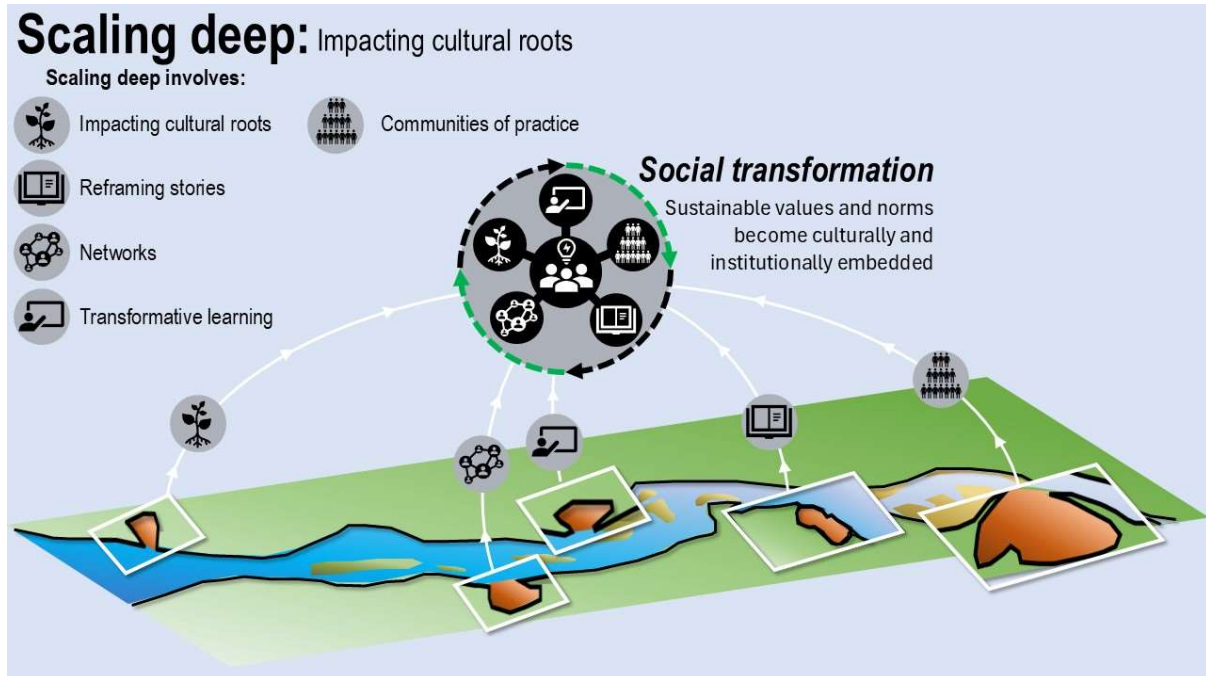 Scaling deep: Impacting cultural roots
Scaling deep involves:
Impacting cultural roots
Communities of practice
Reframing stories
Networks
Transformative learning
Social transformation
Sustainable values and norms
become culturally and
institutionally embedded